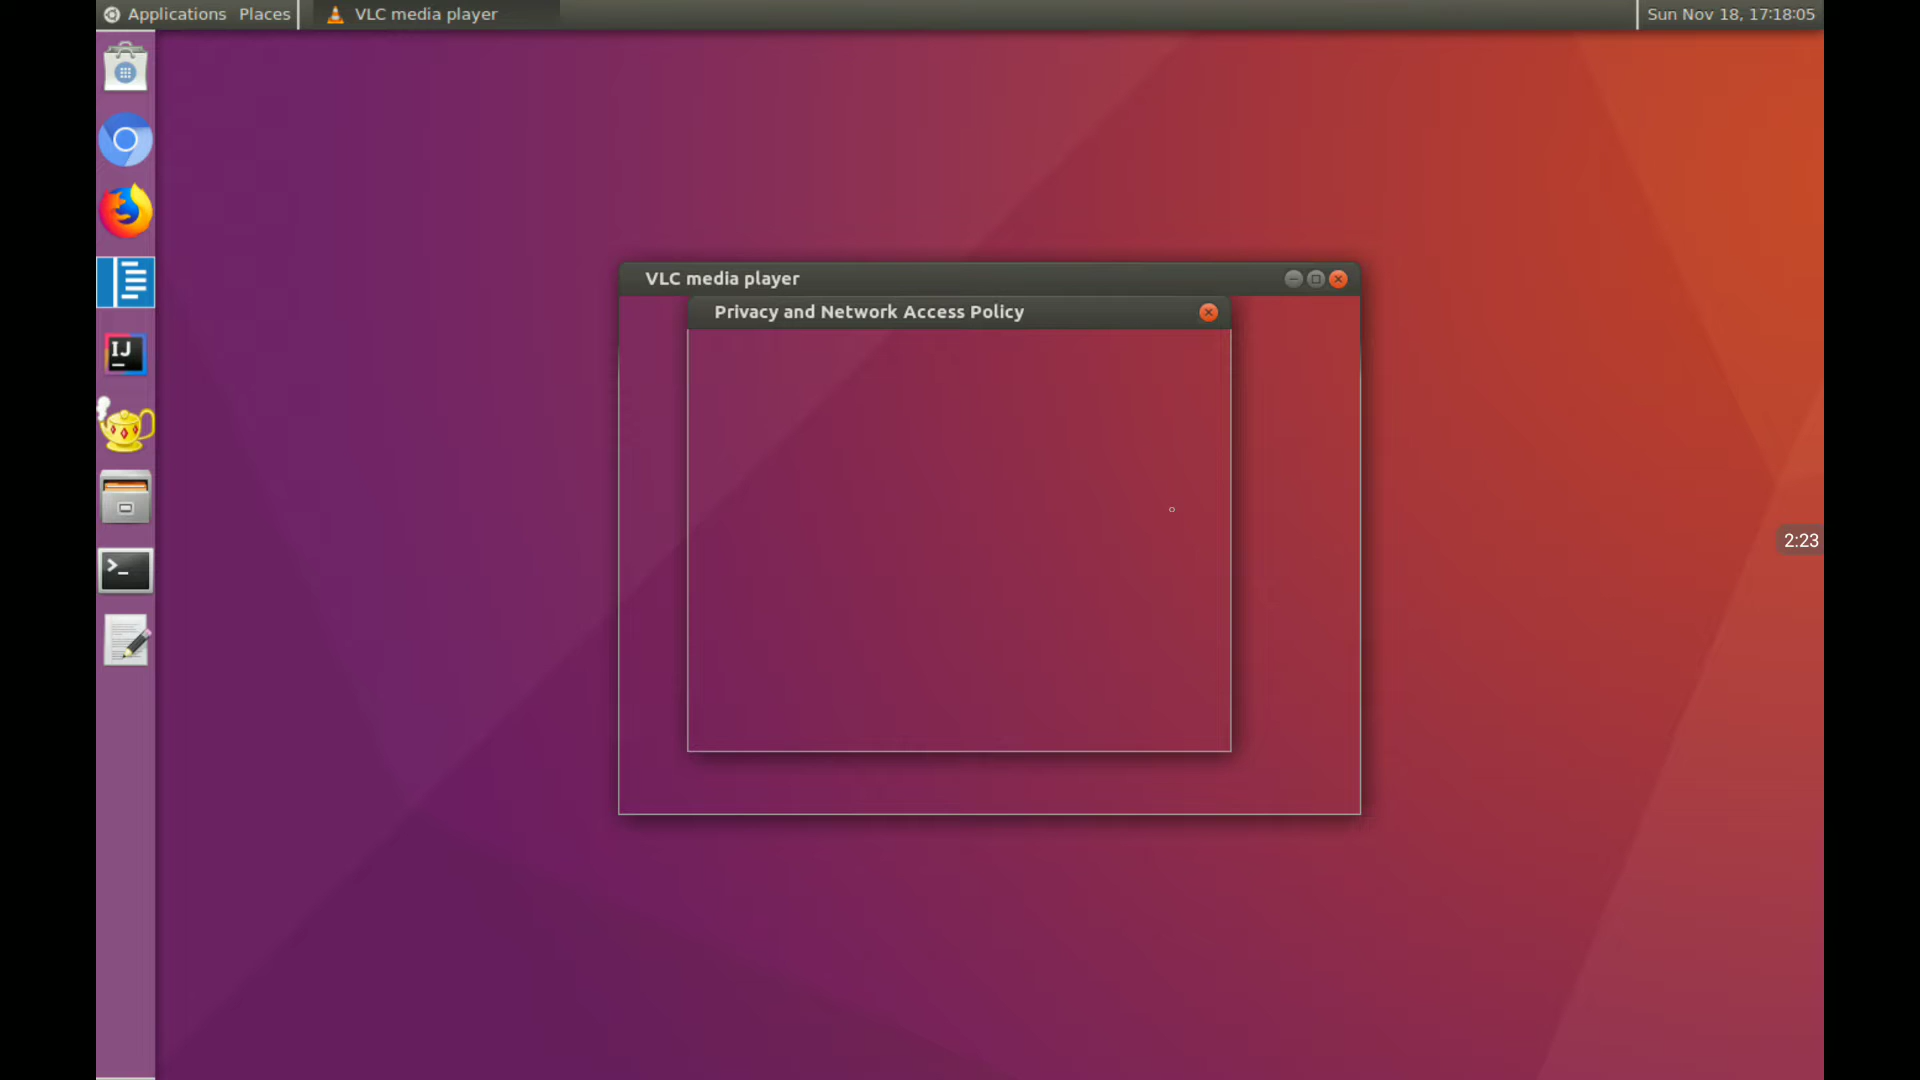 Applications Places VLC media player Sun Nov 18, 17:18:05
VLC media player
Privacy and Network Access Policy
IJ
>_
2:23